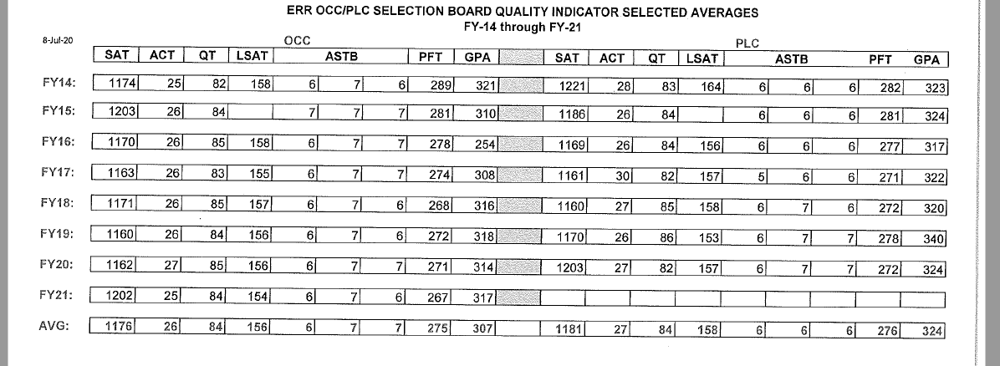 ERR OCC/PLC SELECTION BOARD QUALITY INDICATOR SELECTED AVERAGES
FY-14 through FY-21
8-Jul-20 OCC PLC
SAT ACT QT LSAT ASTB PFT GPA SAT ACT QT LSAT ASTB PFT GPA
FY14: 1174 25 82 158 6 7 6 289 321 1221 28 83 164 6 6 6 282 323
FY15: 1203 26 84 7 7 7 281 310 1186 26 84 6 6 6 281 324
FY16: 1170 26 85 158 6 7 7 278 254 1169 26 84 156 6 6 6 277 317
FY17: 1163 26 83 155 6 7 7 274 308 1161 30 82 157 5 6 6 271 322
FY18: 1171 26 85 157 6 7 6 268 316 1160 27 85 158 6 7 6 272 320
FY19: 1160 26 84 156 6 7 6 272 318 1170 26 86 153 6 7 7 278 340
FY20: 1162 27 85 156 6 7 7 271 314 1203 27 82 157 6 7 7 272 324
FY21: 1202 25 84 154 6 7 6 267 317
AVG: 1176 26 84 156 6 7 7 275 307 1181 27 84 158 6 6 6 276 324